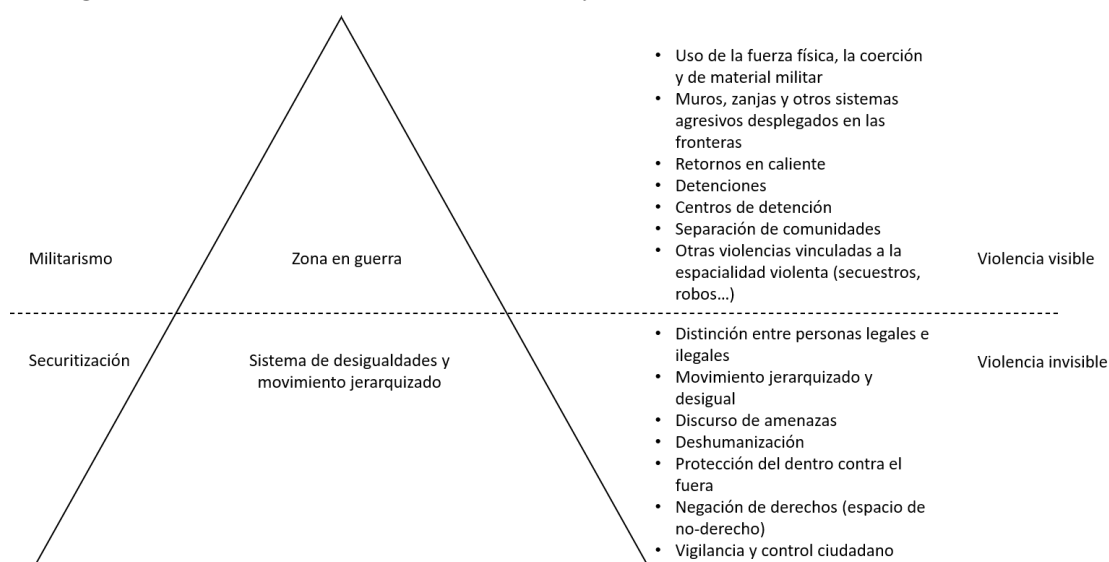 • Uso de la fuerza física, la coerción
y de material militar
• Muros, zanjas y otros sistemas
agresivos desplegados en las
fronteras
• Retornos en caliente
• Detenciones
• Centros de detención
• Separación de comunidades
• Otras violencias vinculadas a la
espacialidad violenta (secuestros,
robos…)
Militarismo
Zona en guerra
Violencia visible
• Distinción entre personas legales e
ilegales
• Movimiento jerarquizado y
desigual
• Discurso de amenazas
• Deshumanización
• Protección del dentro contra el
fuera
• Negación de derechos (espacio de
no-derecho)
• Vigilancia y control ciudadano
Securitización
Sistema de desigualdades y
movimiento jerarquizado
Violencia invisible